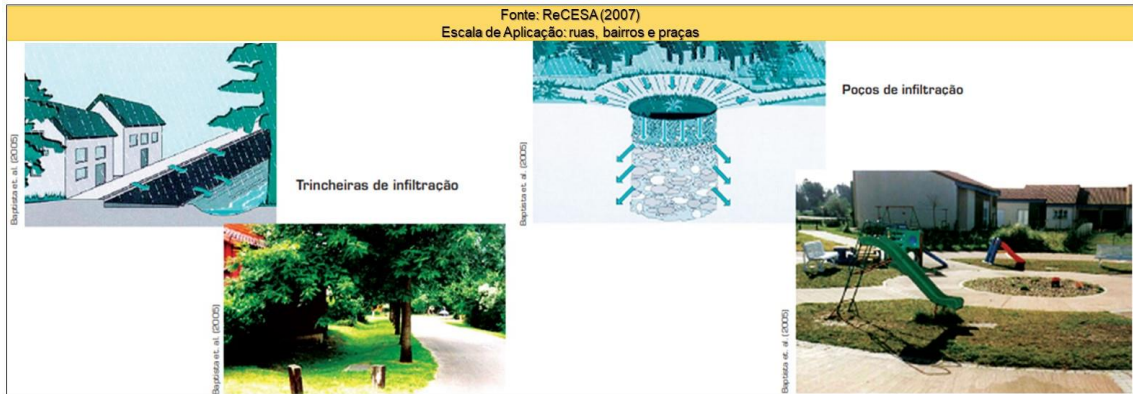 Fonte: ReCESA (2007)
Escala de Aplicação: ruas, bairros e praças
Baptista et. al. (2005)
Trincheiras de infiltração
Baptista et. al. (2005)
Baptista et. al. (2005)
Poços de infiltração
Baptista et. al. (2005)